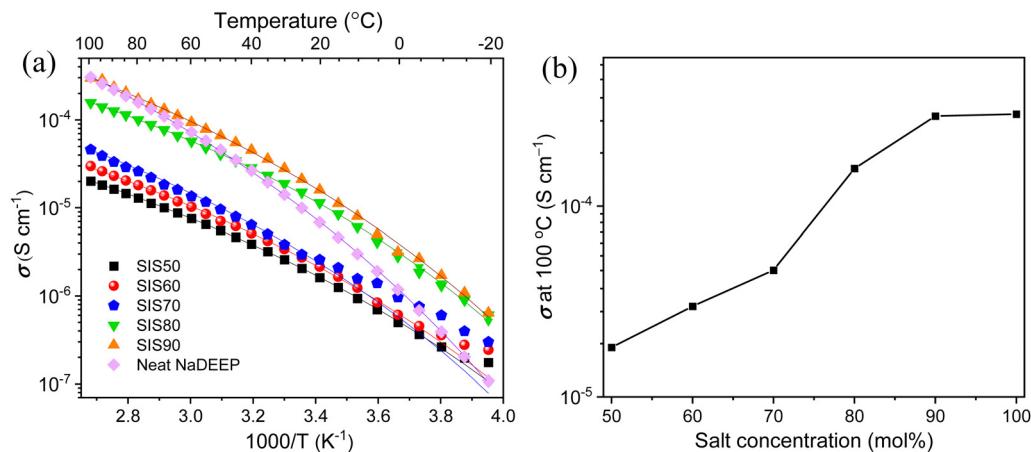 Temperature (°C)
100 80 60 40 20 0 -20
(a)
10⁻⁴
10⁻⁵
10⁻⁶
10⁻⁷
σ (S cm⁻¹)
SIS50
SIS60
SIS70
SIS80
SIS90
Neat NaDEEP
2.8 3.0 3.2 3.4 3.6 3.8 4.0
1000/T (K⁻¹)
(b)
10⁻⁴
10⁻⁵
σ at 100 °C (S cm⁻¹)
50 60 70 80 90 100
Salt concentration (mol%)